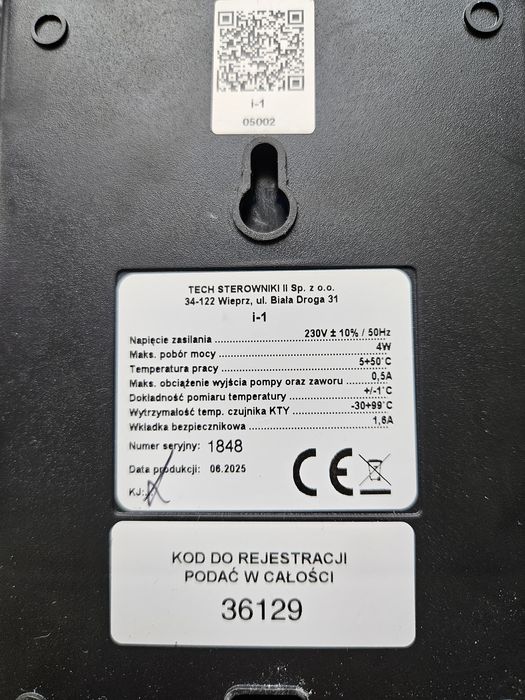 i-1
05002
TECH STEROWNIKI II Sp. z o.o.
34-122 Wieprz, ul. Biała Droga 31
i-1
Napięcie zasilania ........ 230V ± 10% / 50Hz
Maks. pobór mocy ........ 4W
Temperatura pracy ........ 5÷50°C
Maks. obciążenie wyjścia pompy oraz zaworu ........ 0,5A
Dokładność pomiaru temperatury ........ +/-1°C
Wytrzymałość temp. czujnika KTY ........ -30÷99°C
Wkładka bezpiecznikowa ........ 1,6A
Numer seryjny: 1848
Data produkcji: 06.2025
KJ:
CE
KOD DO REJESTRACJI
PODAĆ W CAŁOŚCI
36129